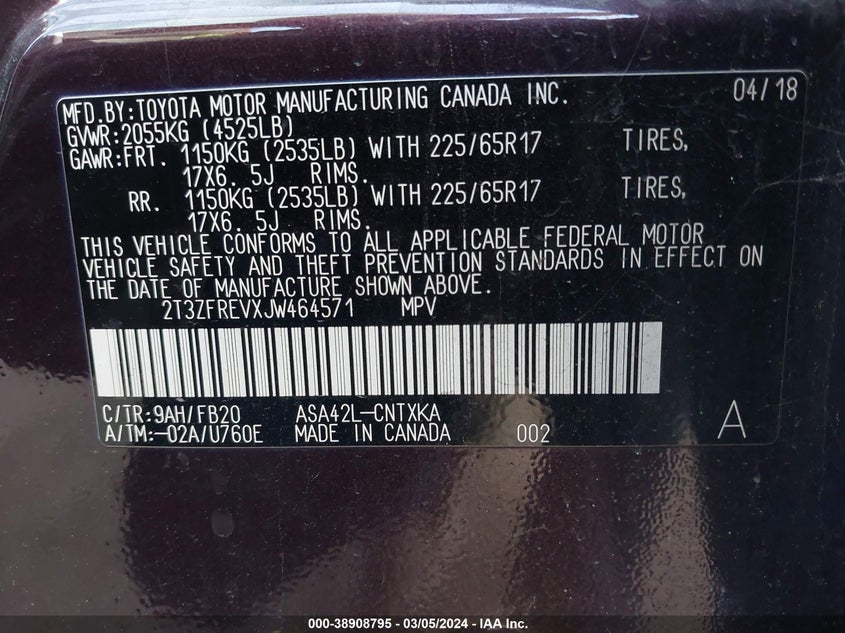 MFD.BY:TOYOTA MOTOR MANUFACTURING CANADA INC. 04/18
GVWR:2055KG (4525LB)
GAWR:FRT. 1150KG (2535LB) WITH 225/65R17 TIRES,
17X6. 5J RIMS.
RR. 1150KG (2535LB) WITH 225/65R17 TIRES,
17X6. 5J RIMS.
THIS VEHICLE CONFORMS TO ALL APPLICABLE FEDERAL MOTOR
VEHICLE SAFETY AND THEFT PREVENTION STANDARDS IN EFFECT ON
THE DATE OF MANUFACTURE SHOWN ABOVE.
2T3ZFREVXJW464571 MPV
C/TR:9AH/FB20 ASA42L-CNTXKA
A/TM:-02A/U760E MADE IN CANADA 002 A
000-38908795 - 03/05/2024 - IAA Inc.